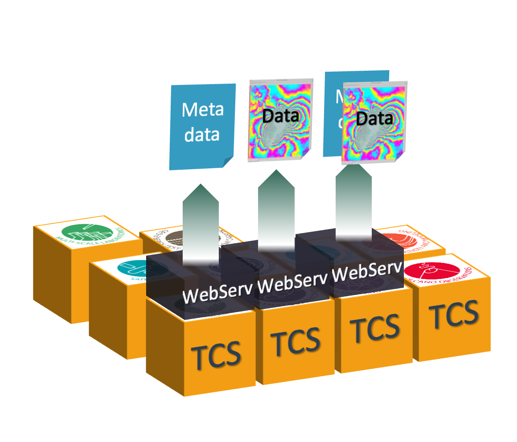 Meta
data
Data
M
Data
WebServ
WebServ
WebServ
TCS
TCS
TCS
TCS